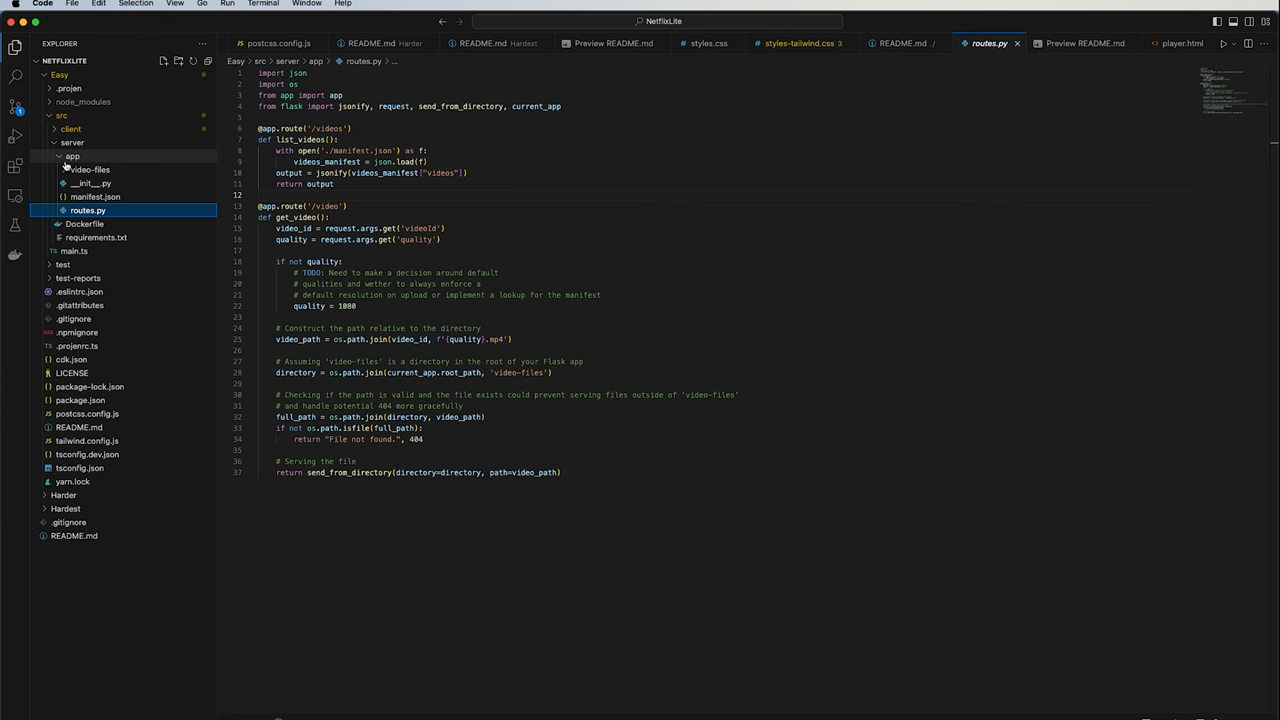 Code File Edit Selection View Go Run Terminal Window Help
NetflixLite
EXPLORER
postcss.config.js
README.md Harder
README.md Hardest
Preview README.md
styles.css
styles-tailwind.css 3
README.md /
routes.py
Preview README.md
player.html
NETFLIXLITE
Easy > src > server > app > routes.py > ...
Easy
.projen
node_modules
src
client
server
app
video-files
__init__.py
manifest.json
routes.py
Dockerfile
requirements.txt
main.ts
test
test-reports
.eslintrc.json
.gitattributes
.gitignore
.npmignore
.projenrc.ts
cdk.json
LICENSE
package-lock.json
package.json
postcss.config.js
README.md
tailwind.config.js
tsconfig.dev.json
tsconfig.json
yarn.lock
Harder
Hardest
.gitignore
README.md
1 import json
2 import os
3 from app import app
4 from flask import jsonify, request, send_from_directory, current_app
5
6 @app.route('/videos')
7 def list_videos():
8 with open('./manifest.json') as f:
9 videos_manifest = json.load(f)
10 output = jsonify(videos_manifest["videos"])
11 return output
12
13 @app.route('/video')
14 def get_video():
15 video_id = request.args.get('videoId')
16 quality = request.args.get('quality')
17
18 if not quality:
19 # TODO: Need to make a decision around default
20 # qualities and wether to always enforce a
21 # default resolution on upload or implement a lookup for the manifest
22 quality = 1080
23
24 # Construct the path relative to the directory
25 video_path = os.path.join(video_id, f'{quality}.mp4')
26
27 # Assuming 'video-files' is a directory in the root of your Flask app
28 directory = os.path.join(current_app.root_path, 'video-files')
29
30 # Checking if the path is valid and the file exists could prevent serving files outside of 'video-files'
31 # and handle potential 404 more gracefully
32 full_path = os.path.join(directory, video_path)
33 if not os.path.isfile(full_path):
34 return "File not found.", 404
35
36 # Serving the file
37 return send_from_directory(directory=directory, path=video_path)